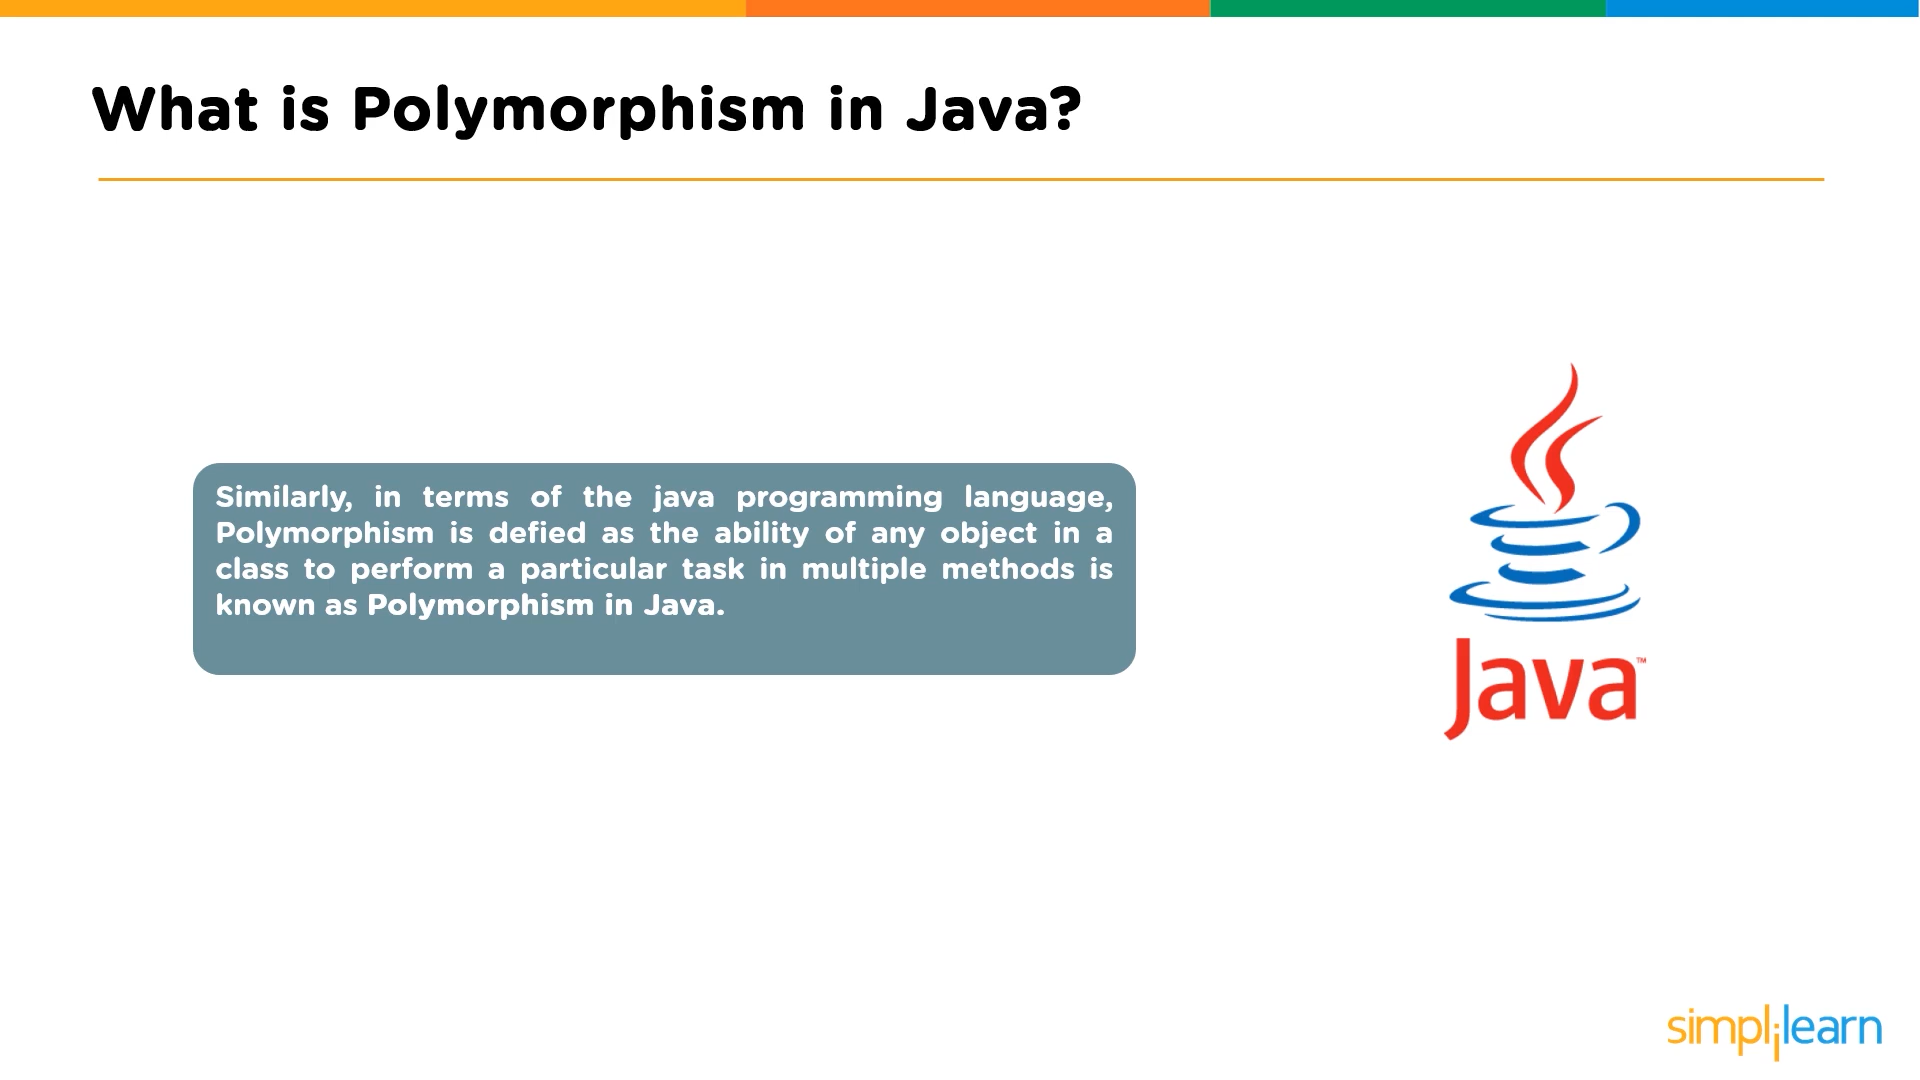 What is Polymorphism in Java?
Similarly, in terms of the java programming language,
Polymorphism is defied as the ability of any object in a
class to perform a particular task in multiple methods is
known as Polymorphism in Java.
Java™
simplilearn